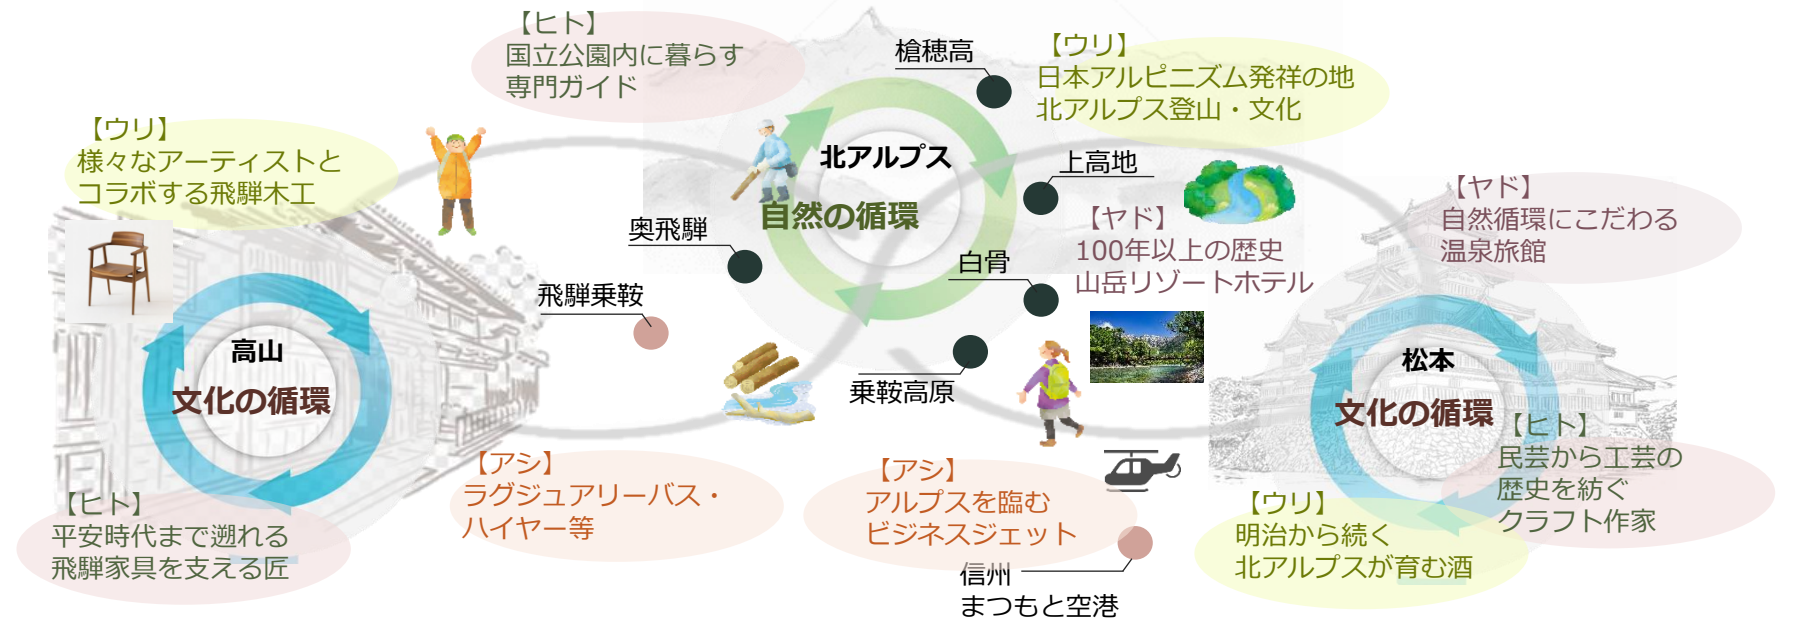 【ウリ】
様々なアーティストと
コラボする飛騨木工
高山
文化の循環
【ヒト】
平安時代まで遡れる
飛騨家具を支える匠
【ヒト】
国立公園内に暮らす
専門ガイド
槍穂高
【ウリ】
日本アルピニズム発祥の地
北アルプス登山・文化
北アルプス
自然の循環
上高地
奥飛騨
飛騨乗鞍
白骨
乗鞍高原
【ヤド】
100年以上の歴史
山岳リゾートホテル
【アシ】
ラグジュアリーバス・
ハイヤー等
【アシ】
アルプスを臨む
ビジネスジェット
信州
まつもと空港
【ヤド】
自然循環にこだわる
温泉旅館
松本
文化の循環
【ヒト】
民芸から工芸の
歴史を紡ぐ
クラフト作家
【ウリ】
明治から続く
北アルプスが育む酒